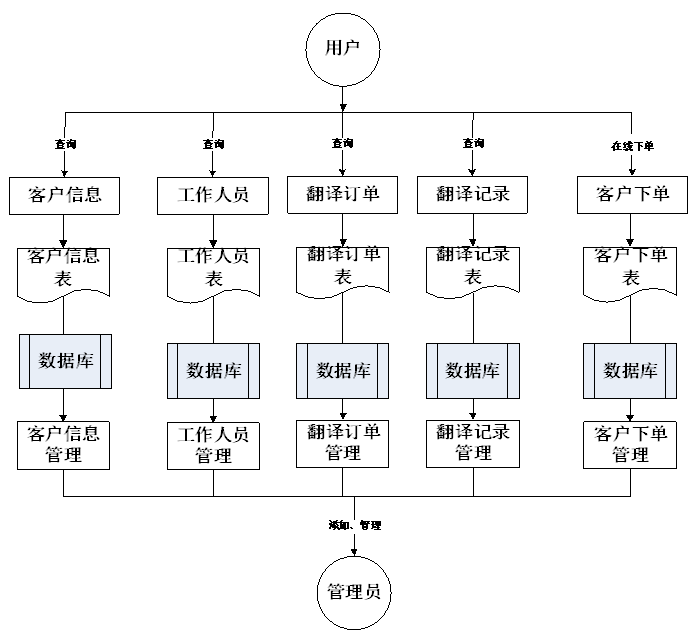 用户
查询
查询
查询
查询
在线下单
客户信息
工作人员
翻译订单
翻译记录
客户下单
客户信息
表
工作人员
表
翻译订单
表
翻译记录
表
客户下单
表
数据库
数据库
数据库
数据库
数据库
客户信息
管理
工作人员
管理
翻译订单
管理
翻译记录
管理
客户下单
管理
添加、管理
管理员